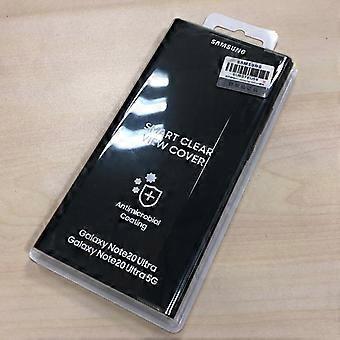 SAMSUNG
SAMSUNG
SMART CLEAR
VIEW COVER
Antimicrobial
Coating
Galaxy Note20 Ultra
Galaxy Note20 Ultra 5G